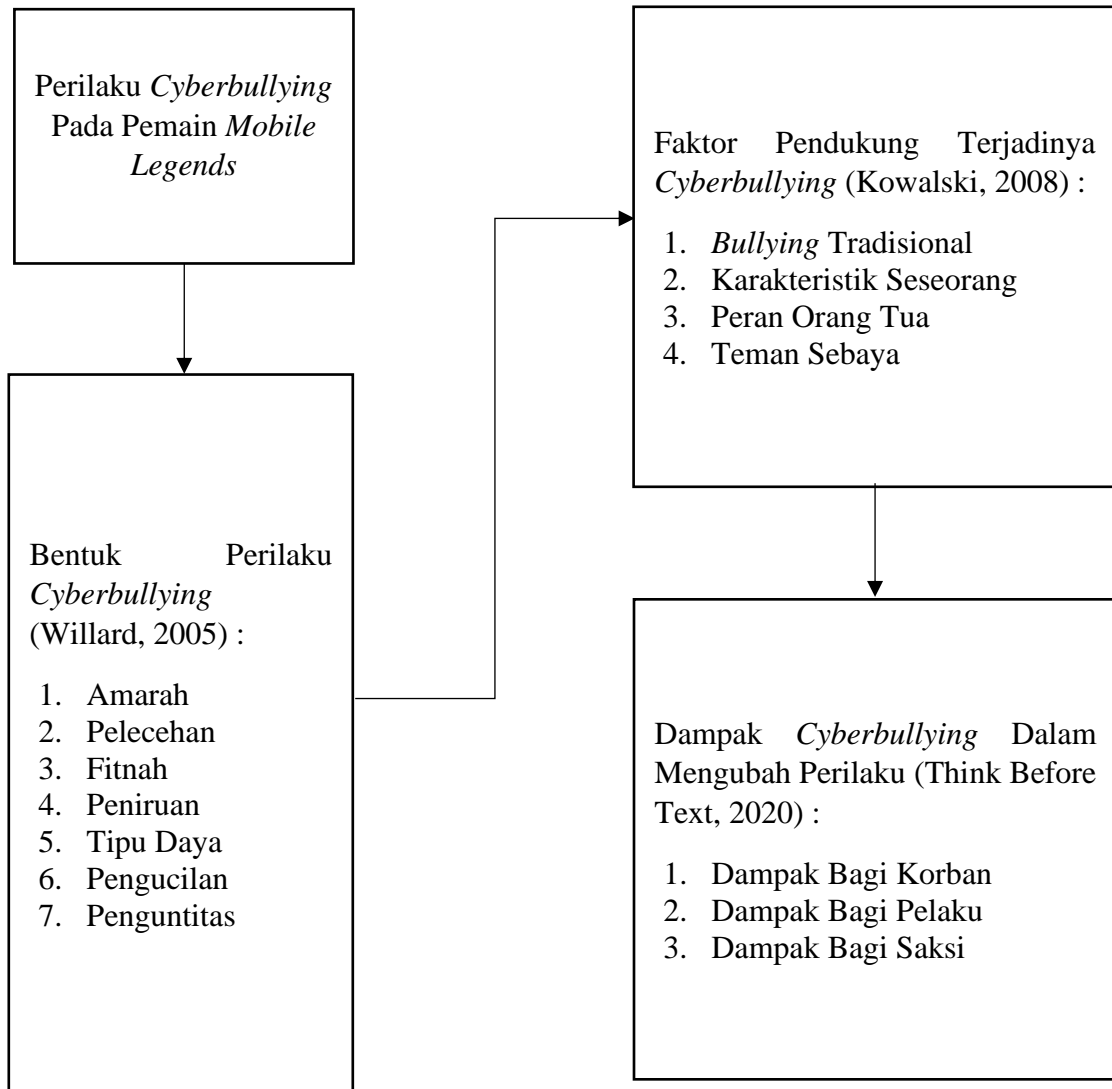 Perilaku Cyberbullying
Pada Pemain Mobile
Legends
Bentuk Perilaku
Cyberbullying
(Willard, 2005) :
1. Amarah
2. Pelecehan
3. Fitnah
4. Peniruan
5. Tipu Daya
6. Pengucilan
7. Penguntitas
Faktor Pendukung Terjadinya
Cyberbullying (Kowalski, 2008) :
1. Bullying Tradisional
2. Karakteristik Seseorang
3. Peran Orang Tua
4. Teman Sebaya
Dampak Cyberbullying Dalam
Mengubah Perilaku (Think Before
Text, 2020) :
1. Dampak Bagi Korban
2. Dampak Bagi Pelaku
3. Dampak Bagi Saksi